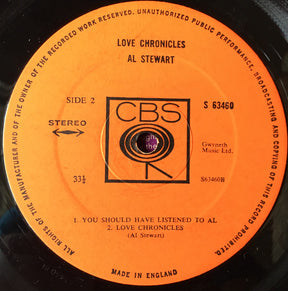 ALL RIGHTS OF THE MANUFACTURER AND OF THE OWNER OF THE RECORDED WORK RESERVED. UNAUTHORIZED PUBLIC PERFORMANCE, BROADCASTING AND COPYING OF THIS RECORD PROHIBITED.
LOVE CHRONICLES
AL STEWART
SIDE 2
CBS
S 63460
STEREO
Gwyneth
Music Ltd.
33⅓
S63460B
1. YOU SHOULD HAVE LISTENED TO AL
2. LOVE CHRONICLES
(Al Stewart)
MADE IN ENGLAND